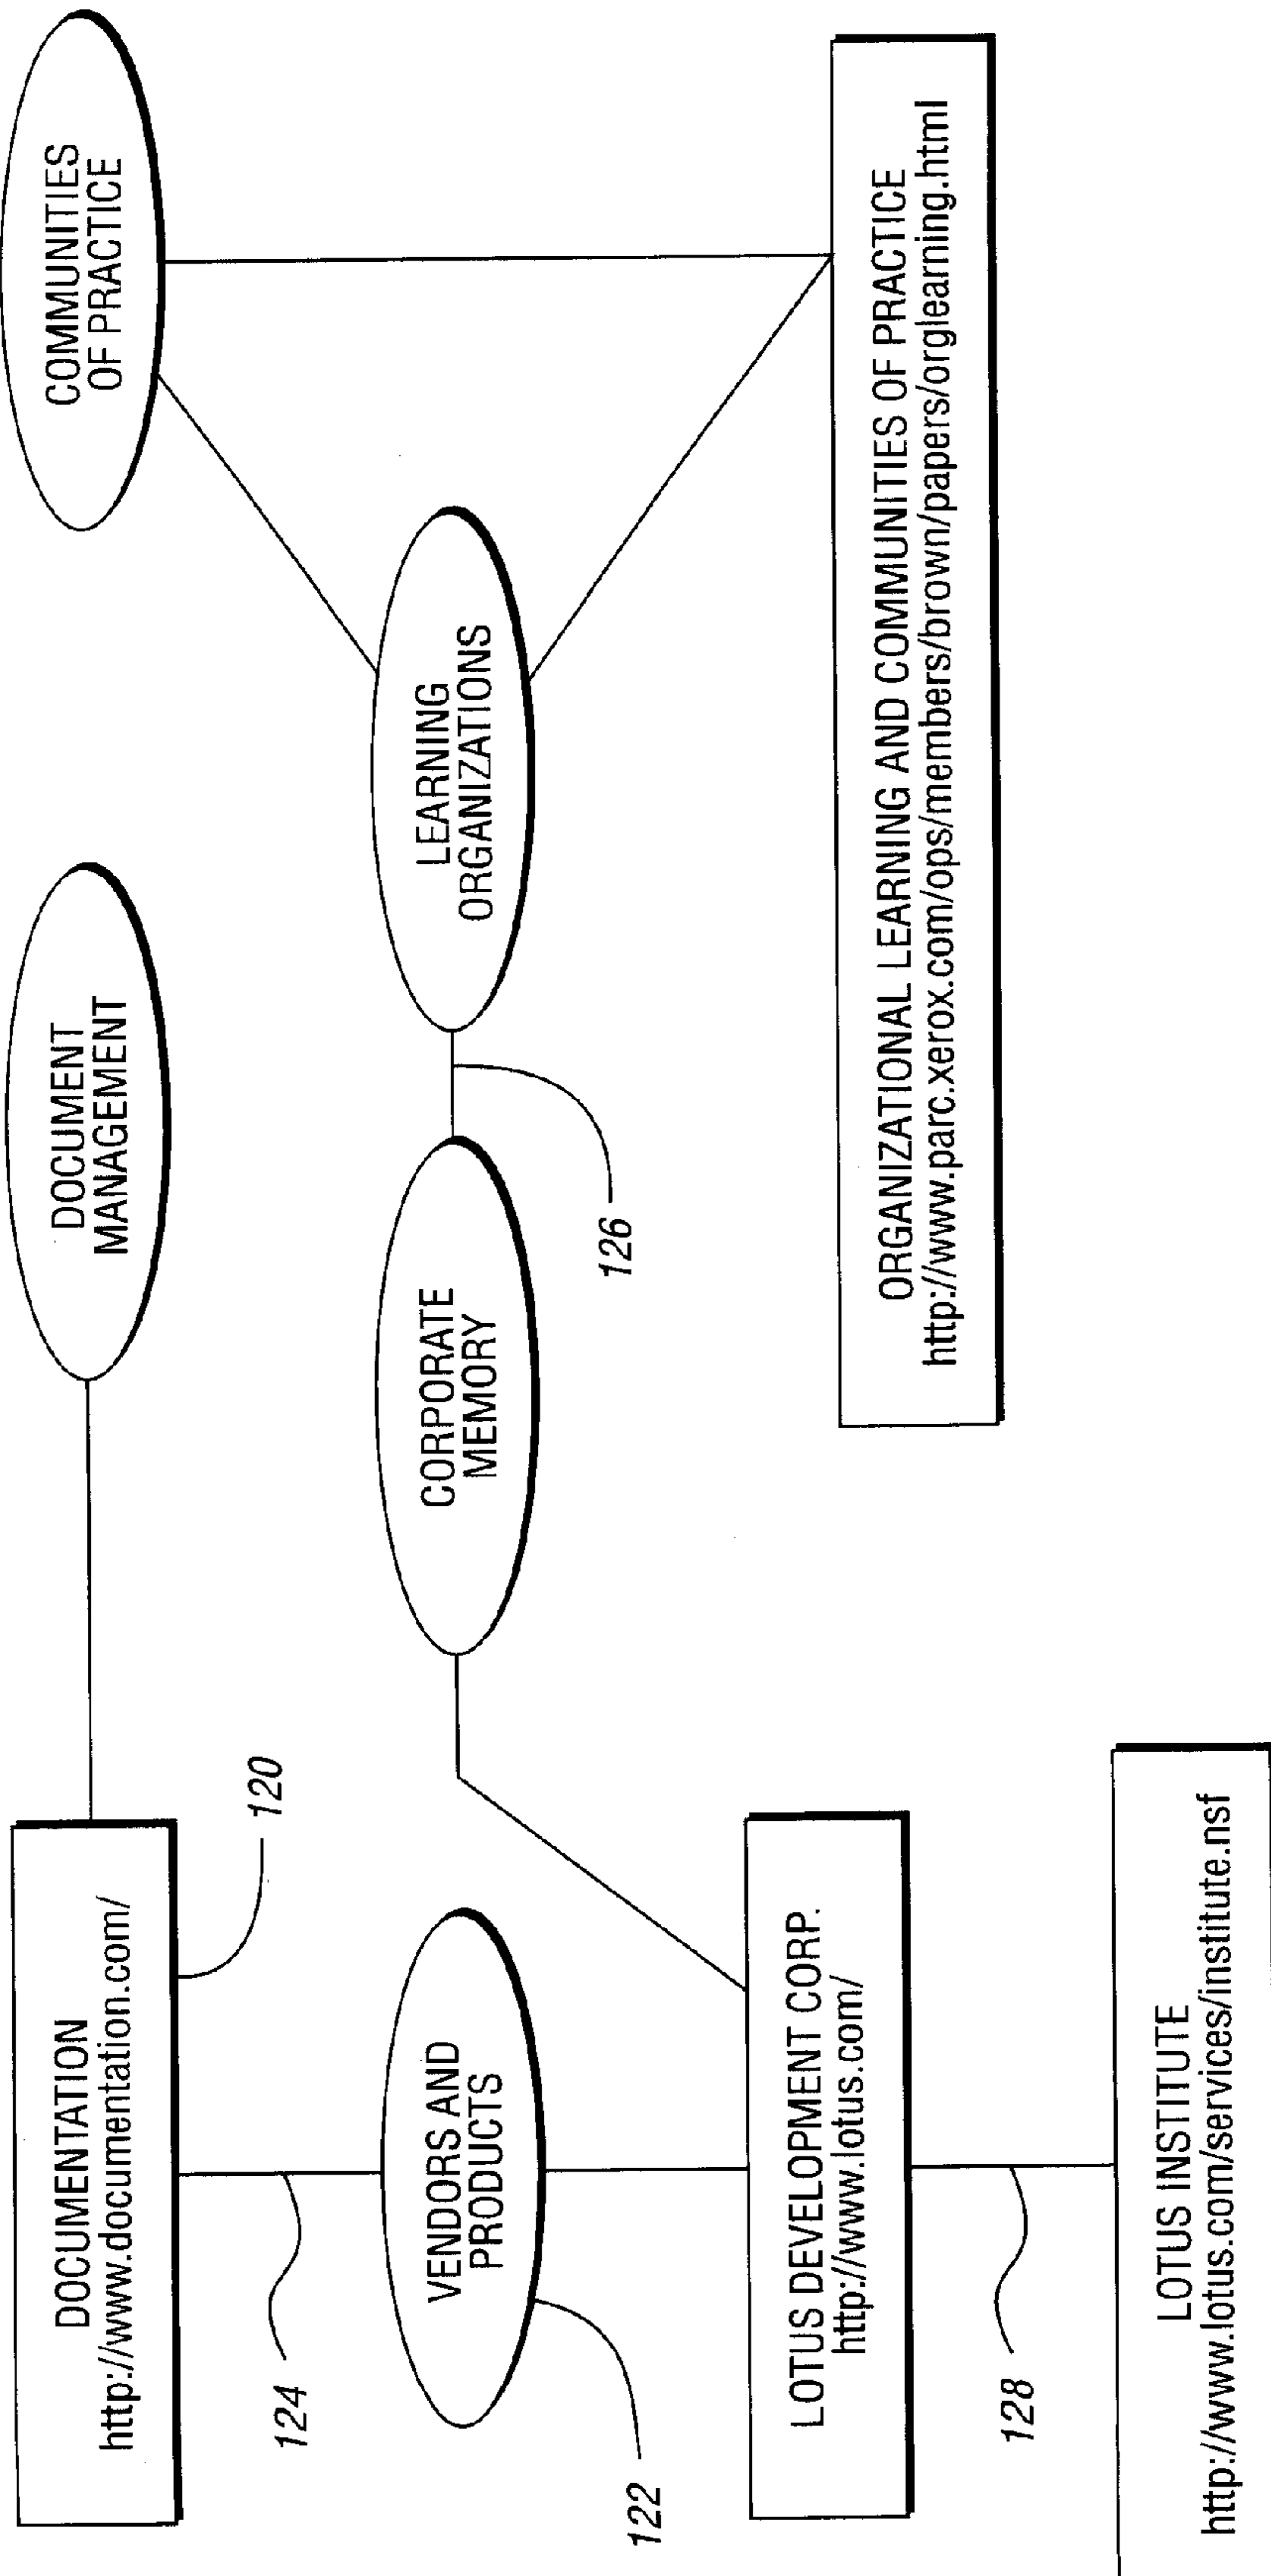 DOCUMENTATION
http://www.documentation.com/
DOCUMENT
MANAGEMENT
COMMUNITIES
OF PRACTICE
120
124
VENDORS AND
PRODUCTS
CORPORATE
MEMORY
LEARNING
ORGANIZATIONS
122
126
LOTUS DEVELOPMENT CORP.
http://www.lotus.com/
ORGANIZATIONAL LEARNING AND COMMUNITIES OF PRACTICE
http://www.parc.xerox.com/ops/members/brown/papers/orglearning.html
128
LOTUS INSTITUTE
http://www.lotus.com/services/institute.nsf